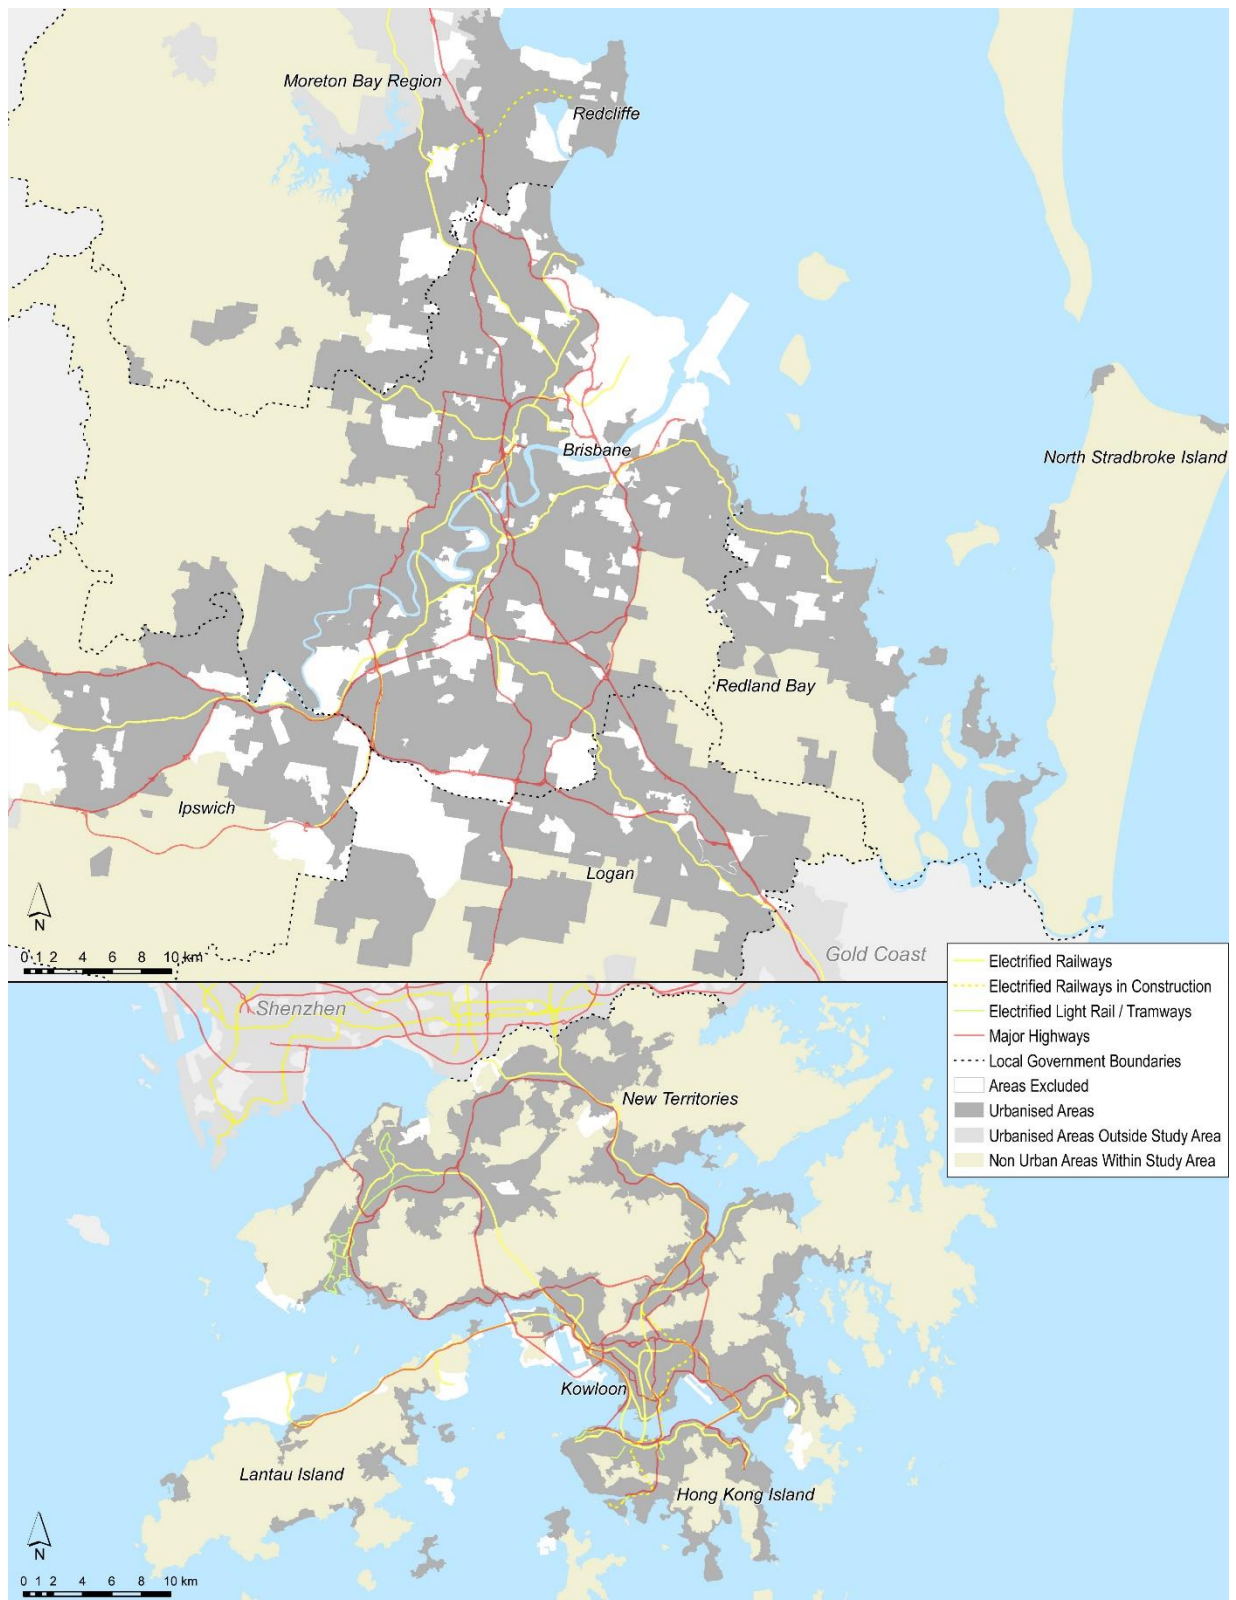 Moreton Bay Region
Redcliffe
Brisbane
North Stradbroke Island
Redland Bay
Ipswich
Logan
N
Gold Coast
0 1 2 4 6 8 10 km
Electrified Railways
Electrified Railways in Construction
Electrified Light Rail / Tramways
Major Highways
Local Government Boundaries
Areas Excluded
Urbanised Areas
Urbanised Areas Outside Study Area
Non Urban Areas Within Study Area
Shenzhen
New Territories
Kowloon
Lantau Island
Hong Kong Island
N
0 1 2 4 6 8 10 km